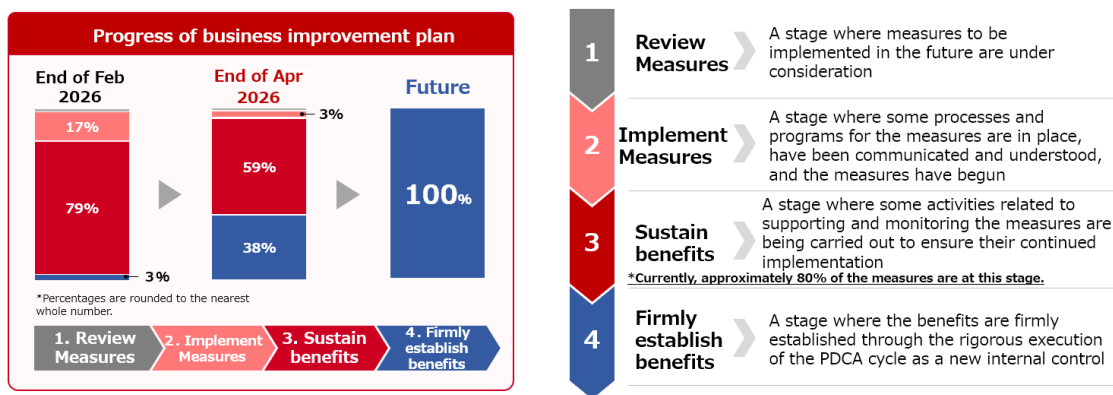 Progress of business improvement plan
End of Feb
2026
End of Apr
2026
Future
17%
79%
3%
3%
59%
38%
100%
*Percentages are rounded to the nearest
whole number.
1. Review
Measures
2. Implement
Measures
3. Sustain
benefits
4. Firmly
establish
benefits
1
Review
Measures
A stage where measures to be
implemented in the future are under
consideration
2
Implement
Measures
A stage where some processes and
programs for the measures are in place,
have been communicated and understood,
and the measures have begun
3
Sustain
benefits
A stage where some activities related to
supporting and monitoring the measures are
being carried out to ensure their continued
implementation
*Currently, approximately 80% of the measures are at this stage.
4
Firmly
establish
benefits
A stage where the benefits are firmly
established through the rigorous execution
of the PDCA cycle as a new internal control